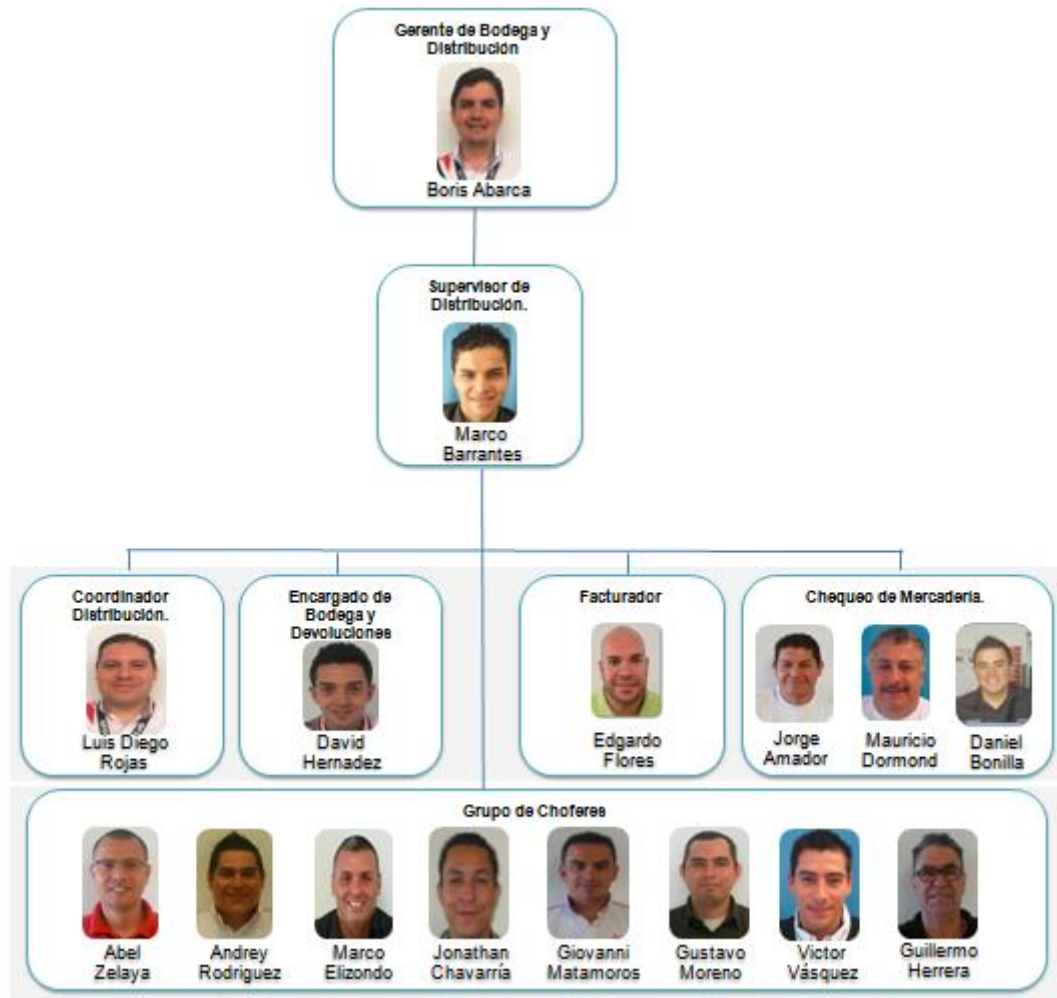 Gerente de Bodega y
Distribución
Boris Abarca
Supervisor de
Distribución.
Marco
Barrantes
Coordinador
Distribución.
Luis Diego
Rojas
Encargado de
Bodega y
Devoluciones
David
Hernadez
Facturador
Edgardo
Flores
Chequeo de Mercadería.
Jorge
Amador
Mauricio
Dormond
Daniel
Bonilla
Grupo de Choferes
Abel
Zelaya
Andrey
Rodriguez
Marco
Elizondo
Jonathan
Chavarría
Giovanni
Matamoros
Gustavo
Moreno
Victor
Vásquez
Guillermo
Herrera